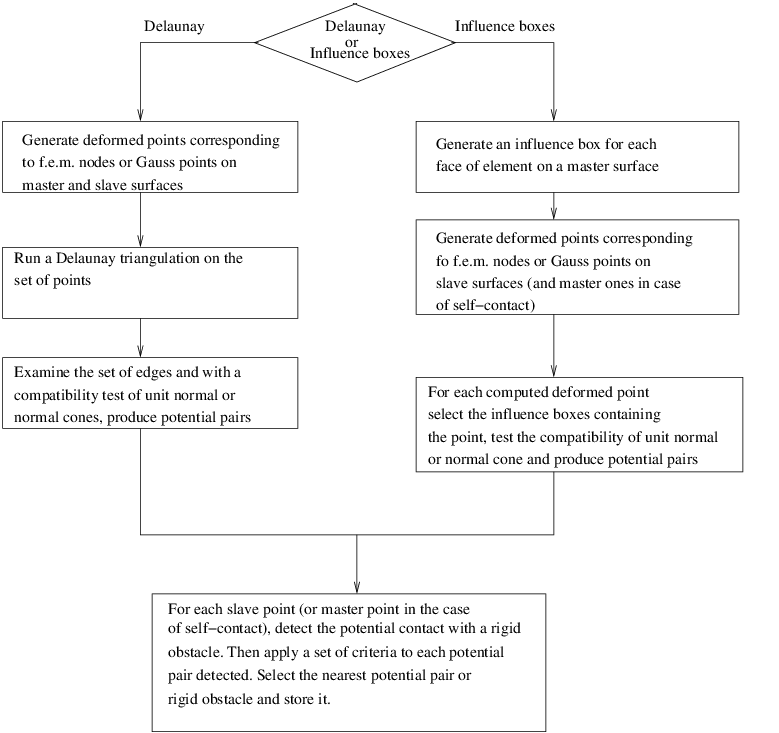 Delaunay
Delaunay
or
Influence boxes
Influence boxes
Generate deformed points corresponding
to f.e.m. nodes or Gauss points on
master and slave surfaces
Run a Delaunay triangulation on the
set of points
Examine the set of edges and with a
compatibility test of unit normal or
normal cones, produce potential pairs
Generate an influence box for each
face of element on a master surface
Generate deformed points corresponding
fo f.e.m. nodes or Gauss points on
slave surfaces (and master ones in case
of self−contact)
For each computed deformed point
select the influence boxes containing
the point, test the compatibility of unit normal
or normal cone and produce potential pairs
For each slave point (or master point in the case
of self−contact), detect the potential contact with a rigid
obstacle. Then apply a set of criteria to each potential
pair detected. Select the nearest potential pair or
rigid obstacle and store it.